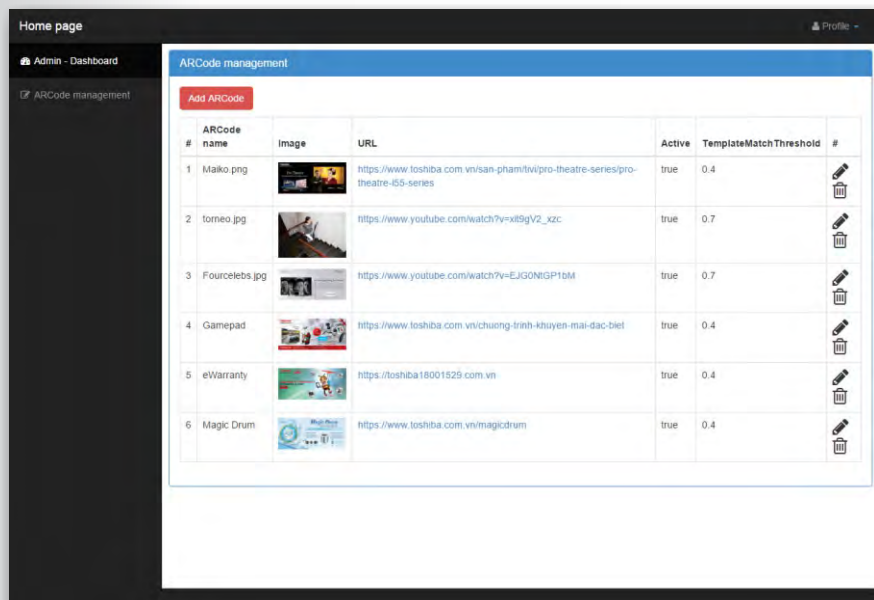 Home page
Profile
Admin - Dashboard
ARCode management
ARCode management
Add ARCode
# ARCode name Image URL Active TemplateMatchThreshold #
1 Maiko.png https://www.toshiba.com.vn/san-pham/tivi/pro-theatre-series/pro-
theatre-l55-series true 0.4
2 torneo.jpg https://www.youtube.com/watch?v=xit9gV2_xzc true 0.7
3 Fourcelebs.jpg https://www.youtube.com/watch?v=EJG0NtGP1bM true 0.7
4 Gamepad https://www.toshiba.com.vn/chuong-trinh-khuyen-mai-dac-biet true 0.4
5 eWarranty https://toshiba18001529.com.vn true 0.4
6 Magic Drum https://www.toshiba.com.vn/magicdrum true 0.4